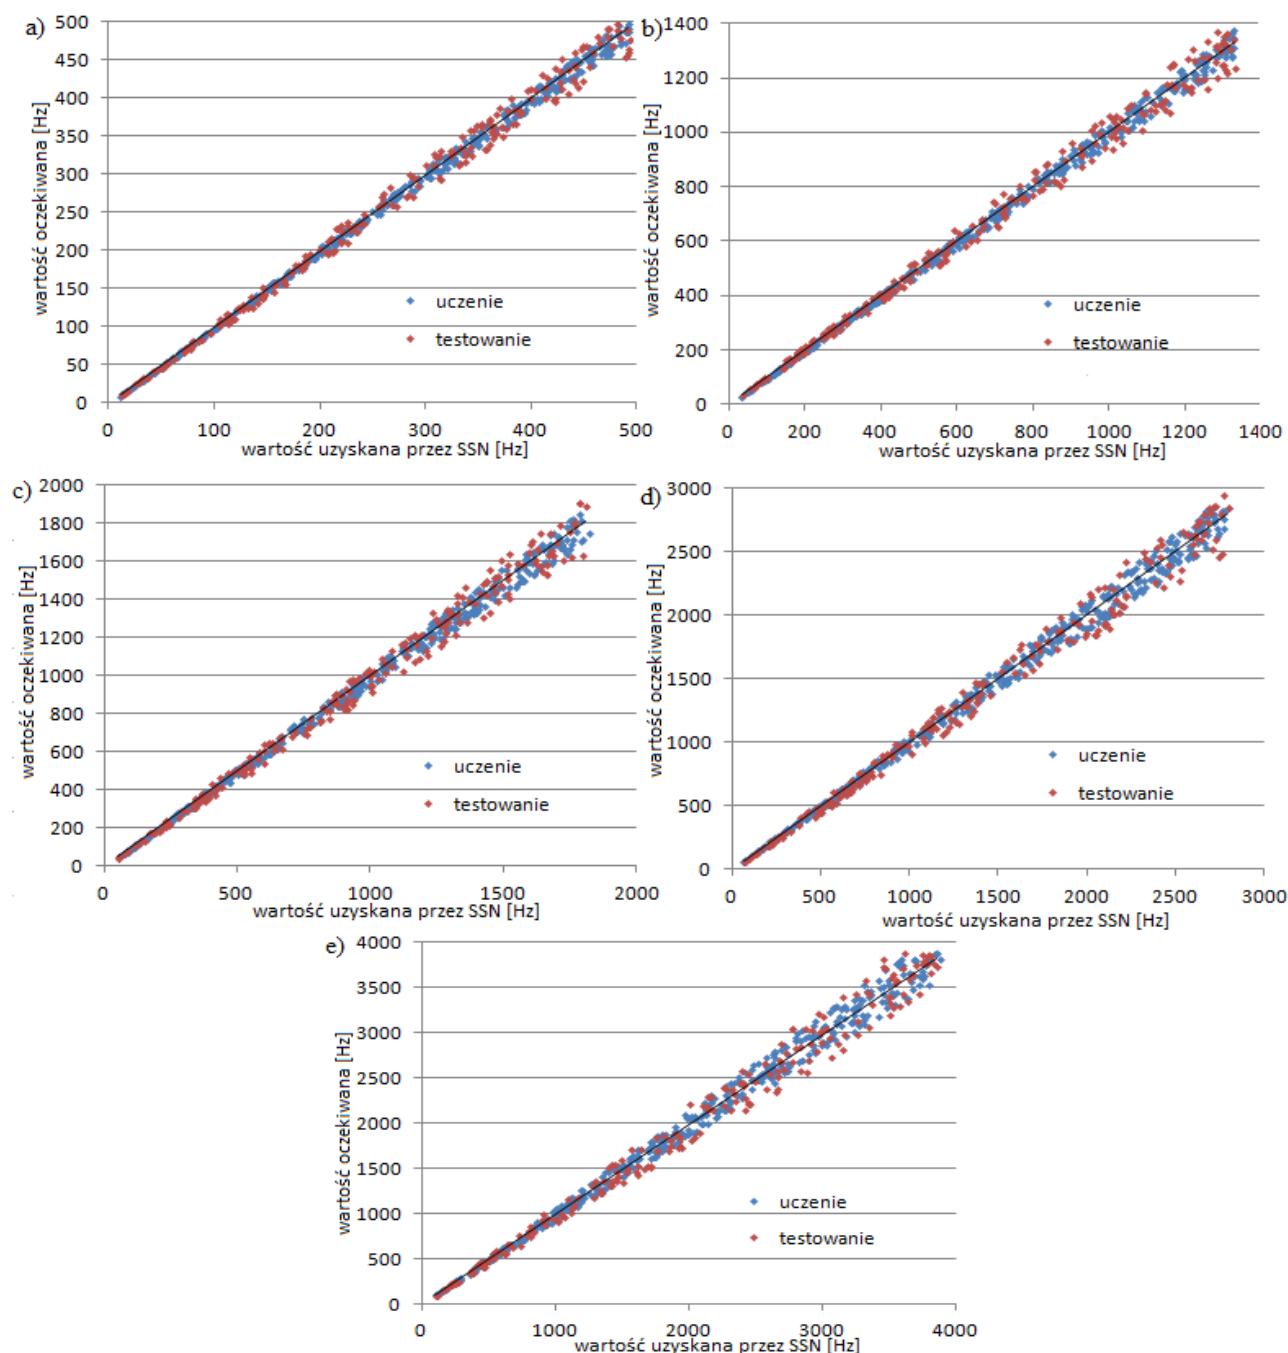 a)
500
450
400
350
300
250
200
150
100
50
0
wartość oczekiwana [Hz]
uczenie
testowanie
100 200 300 400 500
wartość uzyskana przez SSN [Hz]
b)
1400
1200
1000
800
600
400
200
0
wartość oczekiwana [Hz]
uczenie
testowanie
0 200 400 600 800 1000 1200 1400
wartość uzyskana przez SSN [Hz]
c)
2000
1800
1600
1400
1200
1000
800
600
400
200
0
wartość oczekiwana [Hz]
uczenie
testowanie
0 500 1000 1500 2000
wartość uzyskana przez SSN [Hz]
d)
3000
2500
2000
1500
1000
500
0
wartość oczekiwana [Hz]
uczenie
testowanie
0 500 1000 1500 2000 2500 3000
wartość uzyskana przez SSN [Hz]
e)
4000
3500
3000
2500
2000
1500
1000
500
0
wartość oczekiwana [Hz]
uczenie
testowanie
0 1000 2000 3000 4000
wartość uzyskana przez SSN [Hz]